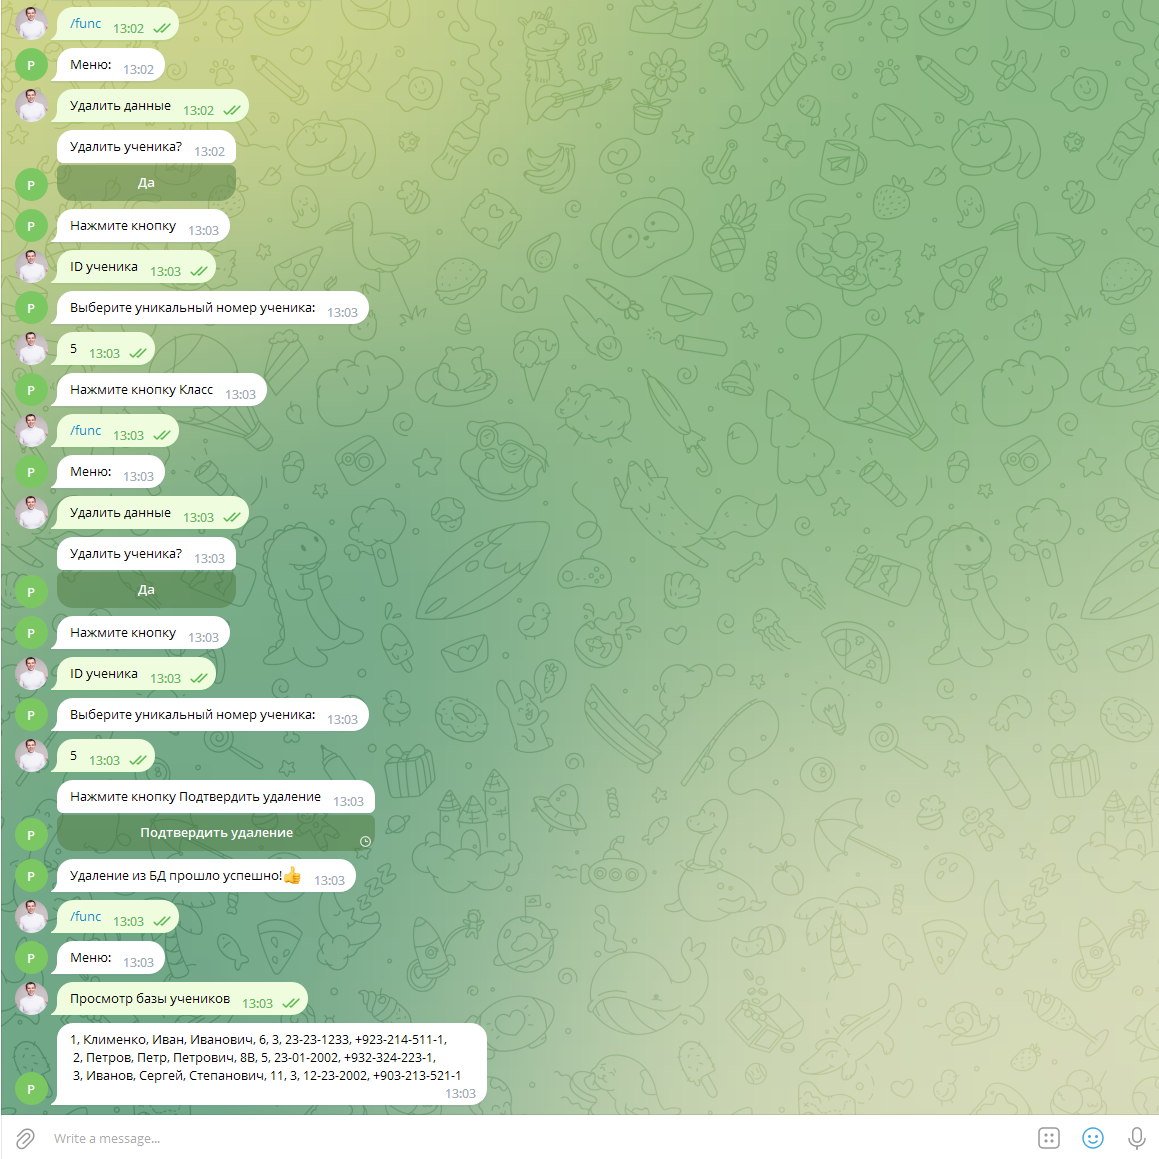 /func 13:02
P Меню: 13:02
Удалить данные 13:02
Удалить ученика? 13:02
P Да
P Нажмите кнопку 13:03
ID ученика 13:03
P Выберите уникальный номер ученика: 13:03
5 13:03
P Нажмите кнопку Класс 13:03
/func 13:03
P Меню: 13:03
Удалить данные 13:03
Удалить ученика? 13:03
P Да
P Нажмите кнопку 13:03
ID ученика 13:03
P Выберите уникальный номер ученика: 13:03
5 13:03
Нажмите кнопку Подтвердить удаление 13:03
P Подтвердить удаление
P Удаление из БД прошло успешно!👍 13:03
/func 13:03
P Меню: 13:03
Просмотр базы учеников 13:03
1, Клименко, Иван, Иванович, 6, 3, 23-23-1233, +923-214-511-1,
2, Петров, Петр, Петрович, 8В, 5, 23-01-2002, +932-324-223-1,
3, Иванов, Сергей, Степанович, 11, 3, 12-23-2002, +903-213-521-1
P 13:03
Write a message...